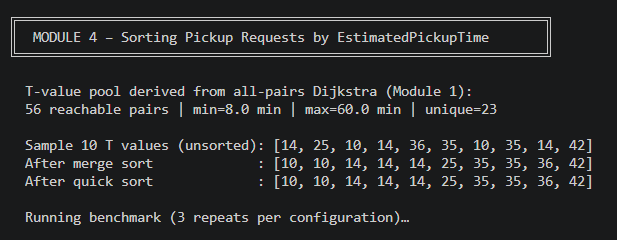 MODULE 4 – Sorting Pickup Requests by EstimatedPickupTime
T-value pool derived from all-pairs Dijkstra (Module 1):
56 reachable pairs | min=8.0 min | max=60.0 min | unique=23
Sample 10 T values (unsorted): [14, 25, 10, 14, 36, 35, 10, 35, 14, 42]
After merge sort             : [10, 10, 14, 14, 14, 25, 35, 35, 36, 42]
After quick sort             : [10, 10, 14, 14, 14, 25, 35, 35, 36, 42]
Running benchmark (3 repeats per configuration)…